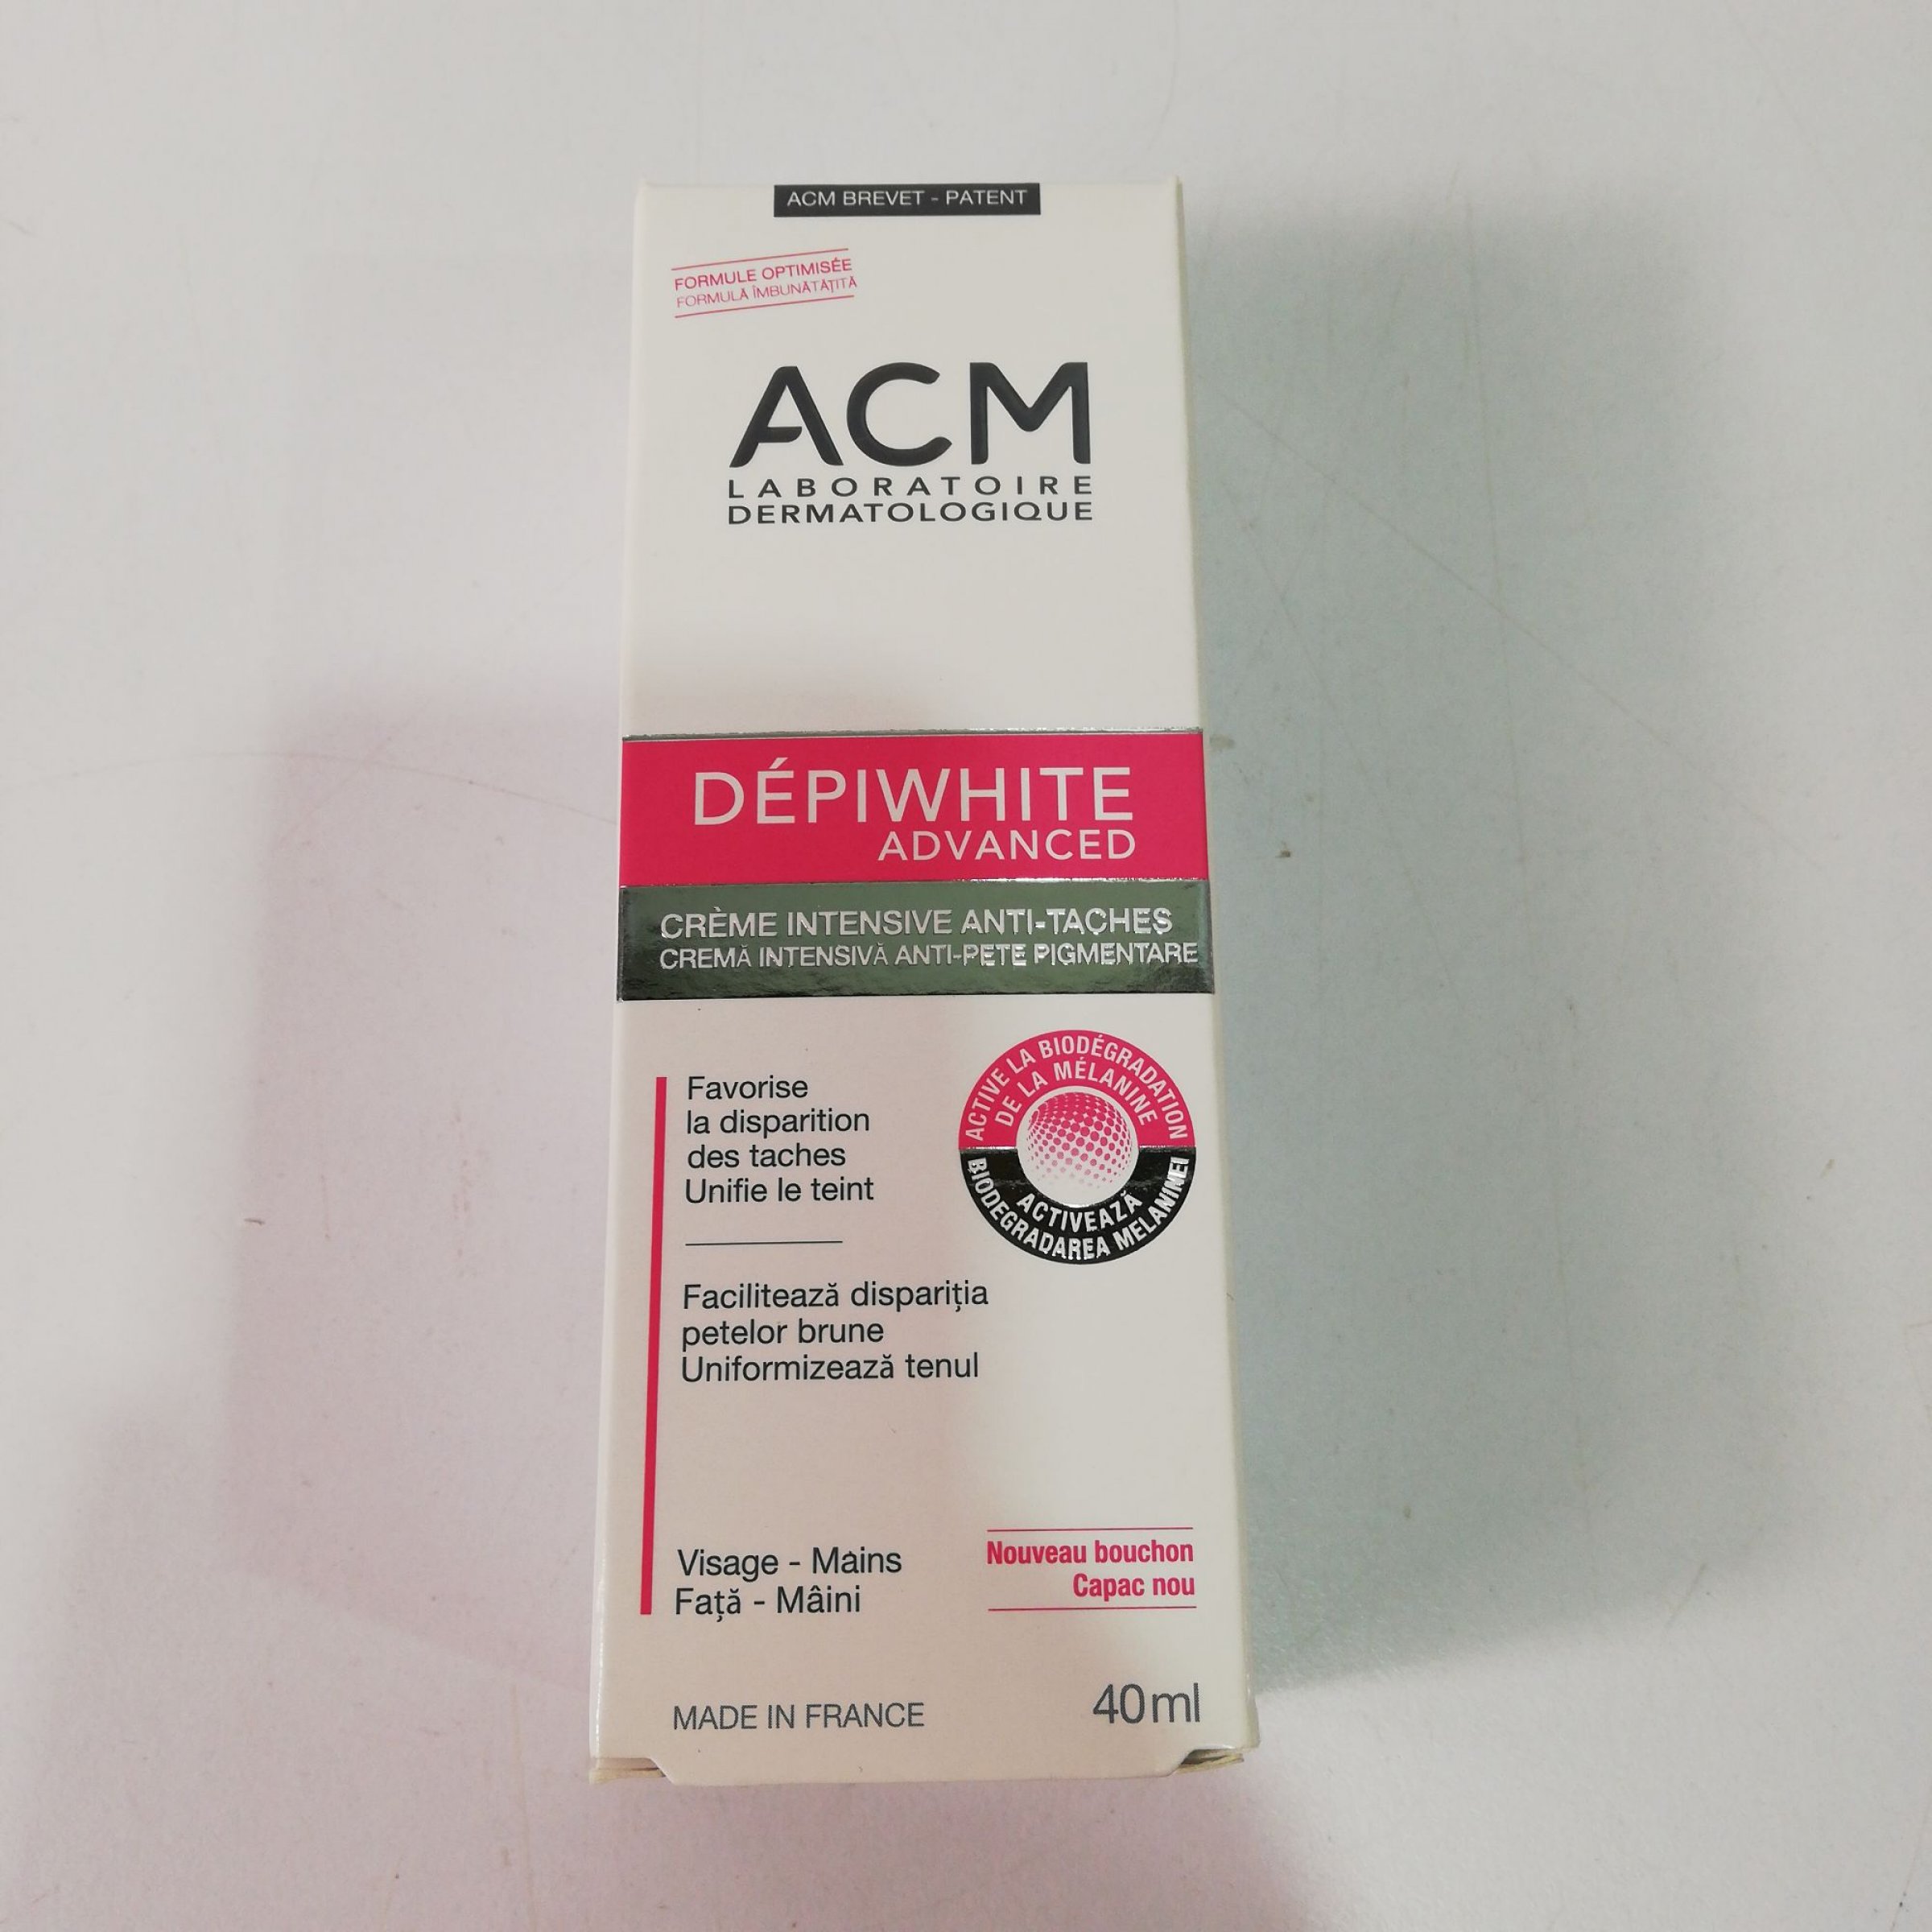 ACM BREVET - PATENT
FORMULE OPTIMISÉE
FORMULĂ ÎMBUNĂTĂȚITĂ
ACM
LABORATOIRE
DERMATOLOGIQUE
DÉPIWHITE
ADVANCED
CRÈME INTENSIVE ANTI-TACHES
CREMĂ INTENSIVĂ ANTI-PETE PIGMENTARE
ACTIVE LA BIODÉGRADATION
DE LA MÉLANINE
ACTIVEAZĂ
BIODEGRADAREA MELANINEI
Favorise
la disparition
des taches
Unifie le teint
Facilitează dispariția
petelor brune
Uniformizează tenul
Visage - Mains
Față - Mâini
Nouveau bouchon
Capac nou
MADE IN FRANCE
40ml